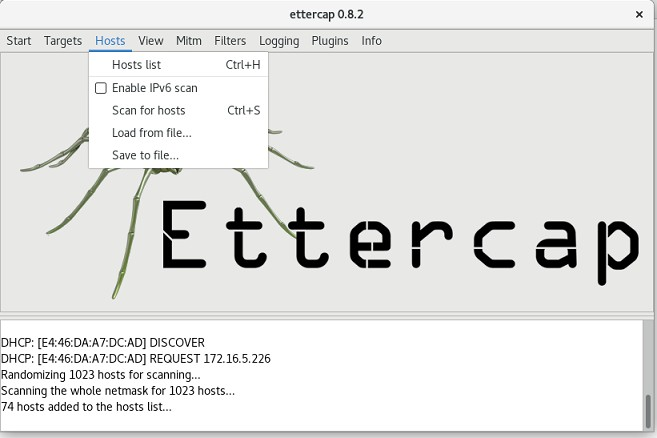 ettercap 0.8.2 ×
Start Targets Hosts View Mitm Filters Logging Plugins Info
Hosts list Ctrl+H
Enable IPv6 scan
Scan for hosts Ctrl+S
Load from file...
Save to file...
Ettercap
DHCP: [E4:46:DA:A7:DC:AD] DISCOVER
DHCP: [E4:46:DA:A7:DC:AD] REQUEST 172.16.5.226
Randomizing 1023 hosts for scanning...
Scanning the whole netmask for 1023 hosts...
74 hosts added to the hosts list...